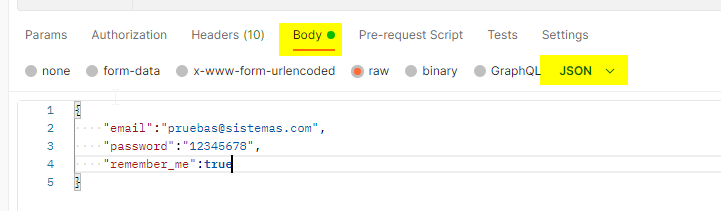 Params Authorization Headers (10) Body Pre-request Script Tests Settings
none form-data x-www-form-urlencoded raw binary GraphQL JSON
1 {
2 "email":"pruebas@sistemas.com",
3 "password":"12345678",
4 "remember_me":true
5 }